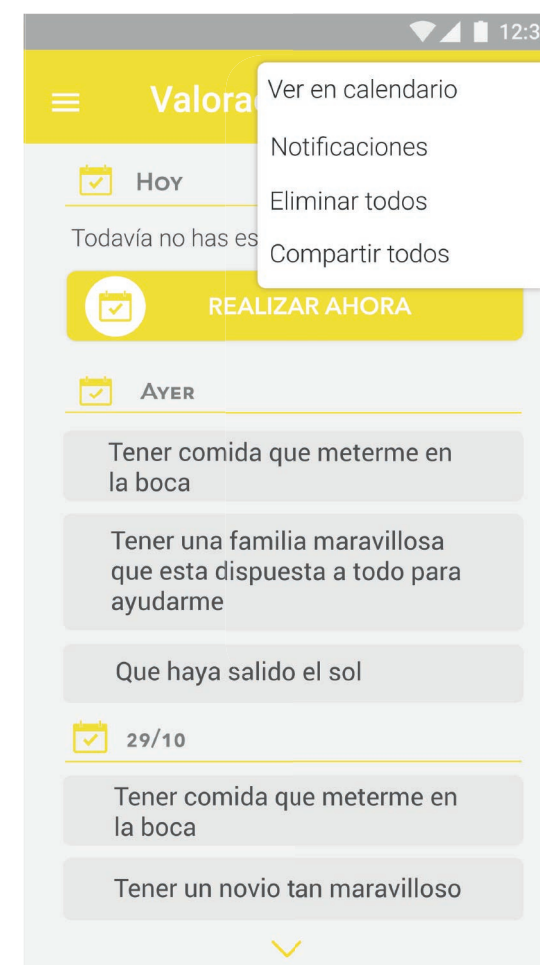 12:3
Valora
Ver en calendario
Notificaciones
Eliminar todos
Compartir todos
Hoy
Todavía no has es
REALIZAR AHORA
Ayer
Tener comida que meterme en
la boca
Tener una familia maravillosa
que esta dispuesta a todo para
ayudarme
Que haya salido el sol
29/10
Tener comida que meterme en
la boca
Tener un novio tan maravilloso